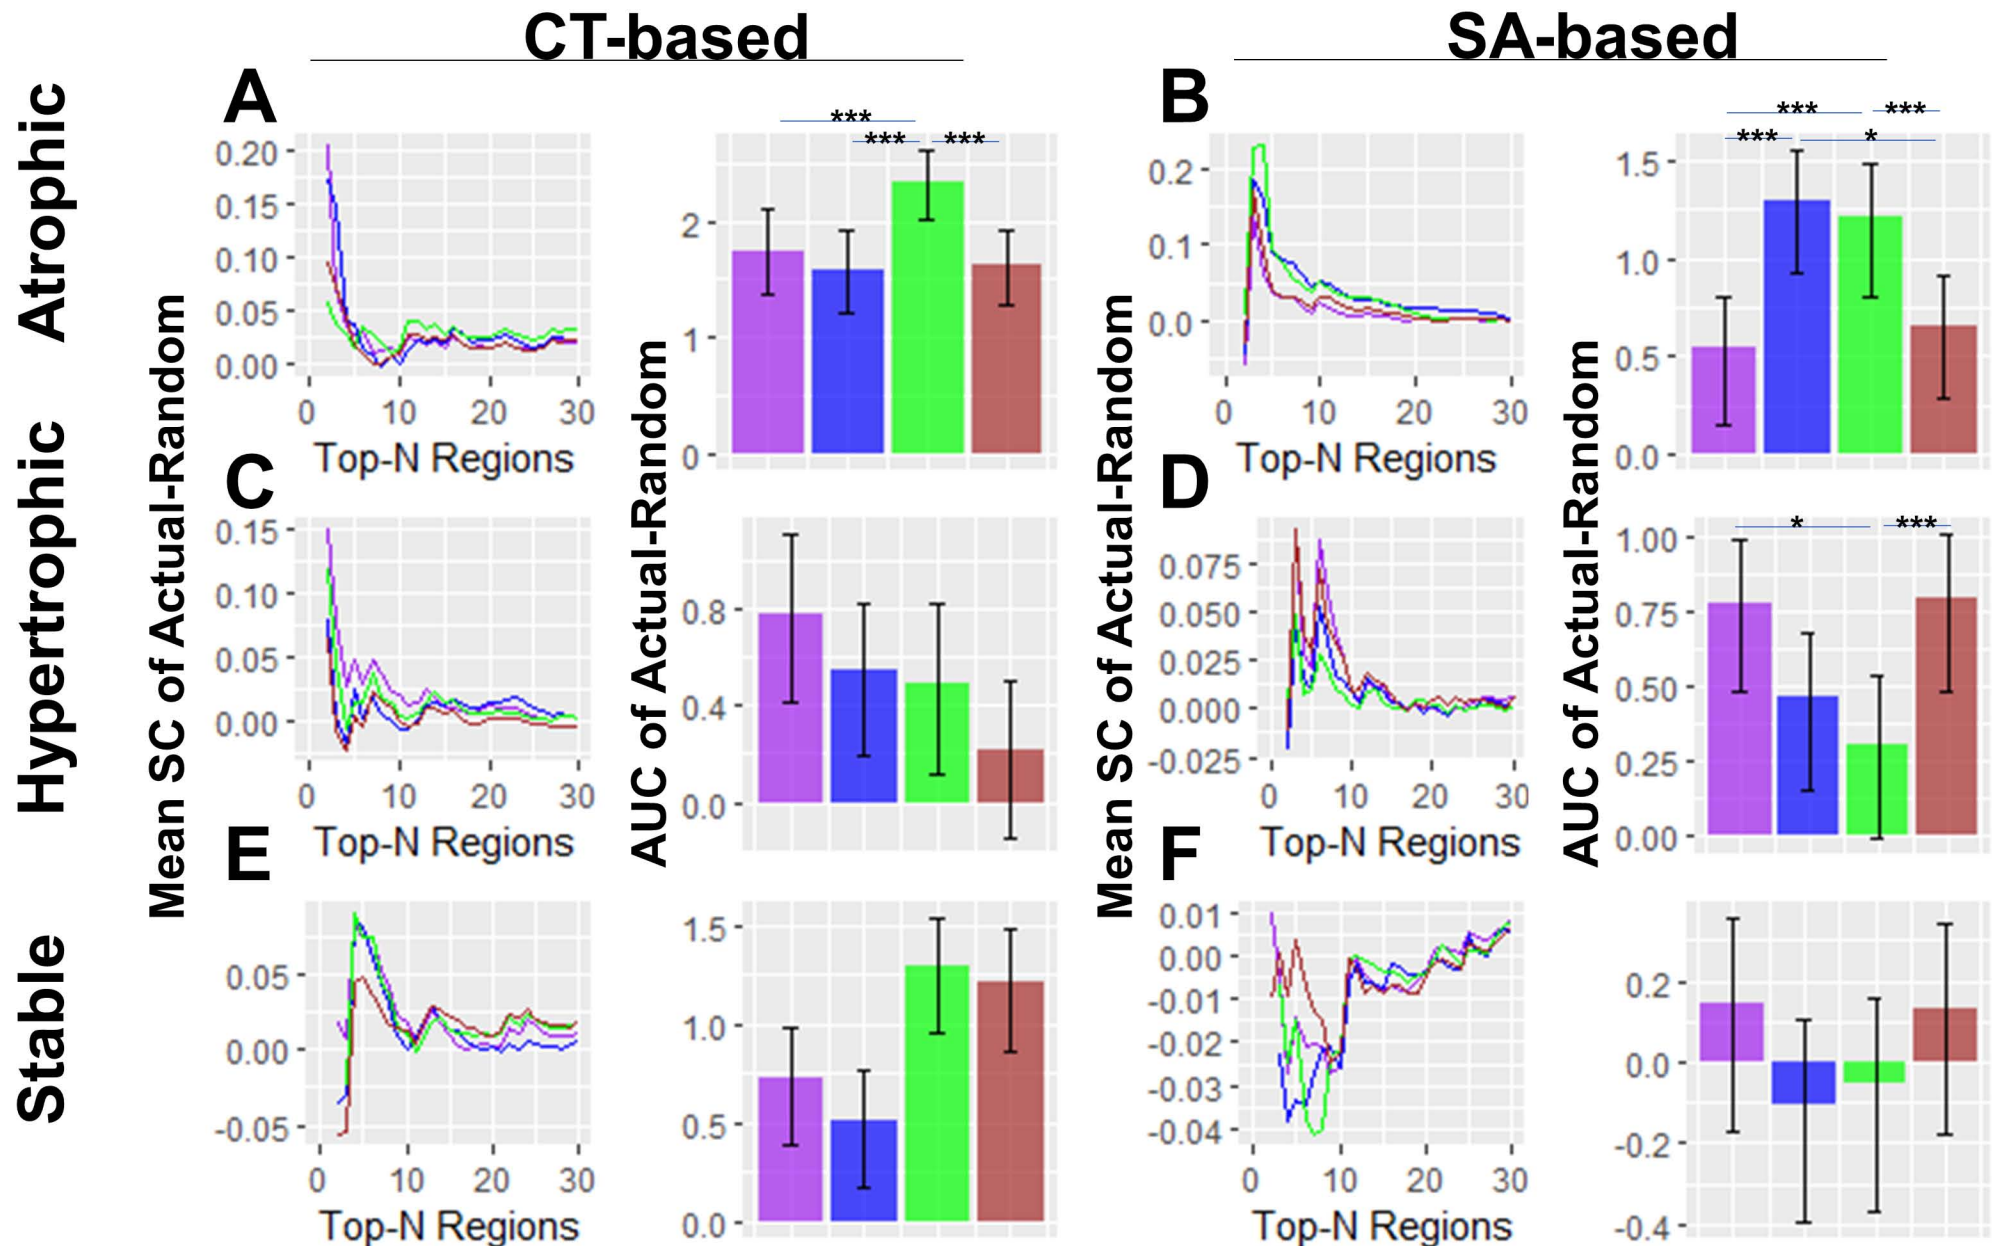 CT-based
SA-based
Atrophic
Hypertrophic
Stable
Mean SC of Actual-Random
AUC of Actual-Random
Mean SC of Actual-Random
AUC of Actual-Random
A
0.20
0.15
0.10
0.05
0.00
0 10 20 30
Top-N Regions
***
*** ***
2
1
0
B
0.2
0.1
0.0
0 10 20 30
Top-N Regions
*** ***
*** *
1.5
1.0
0.5
0.0
C
0.15
0.10
0.05
0.00
0 10 20 30
Top-N Regions
0.8
0.4
0.0
D
0.075
0.050
0.025
0.000
-0.025
0 10 20 30
Top-N Regions
* ***
1.00
0.75
0.50
0.25
0.00
E
0.05
0.00
-0.05
0 10 20 30
Top-N Regions
1.5
1.0
0.5
0.0
F
0.01
0.00
-0.01
-0.02
-0.03
-0.04
0 10 20 30
Top-N Regions
0.2
0.0
-0.2
-0.4